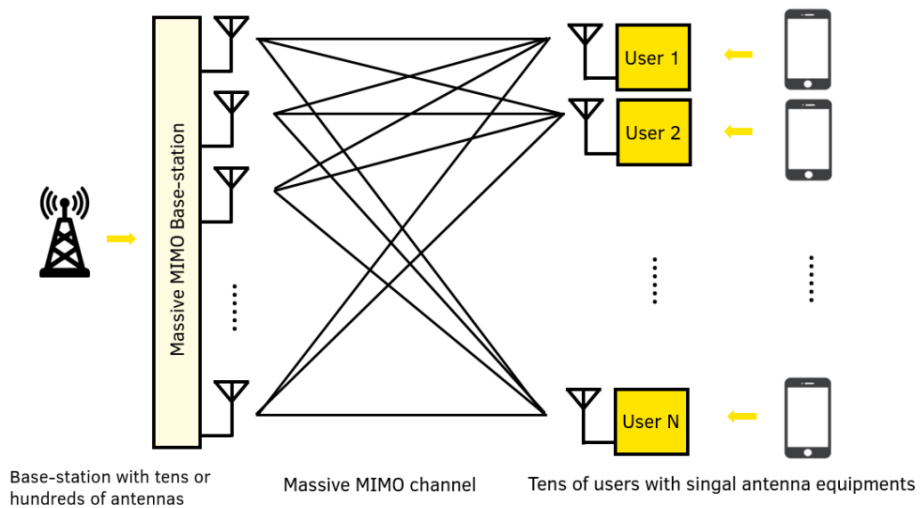 Massive MIMO Base-station
User 1
User 2
User N
Base-station with tens or
hundreds of antennas
Massive MIMO channel
Tens of users with singal antenna equipments